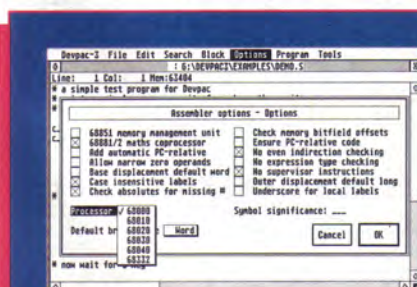 Devpac-3 File Edit Search Block Options Program Tools
: G:\DEVPAC3\EXAMPLES\DEMO.S
Line: 1 Col: 1 Mem:63404
* a simple test program for Devpac
Assembler options - Options
68851 memory management unit
68881/2 maths coprocessor
Add automatic PC-relative
Allow narrow zero operands
Base displacement default word
Case insensitive labels
Check absolutes for missing #
Check memory bitfield offsets
Ensure PC-relative code
No even indirection checking
No expression type checking
No supervisor instructions
Outer displacement default long
Underscore for local labels
Processor
68000
68010
68020
68030
68040
68332
Symbol significance: ___
Default br
Word
Cancel
OK
* now wait for a